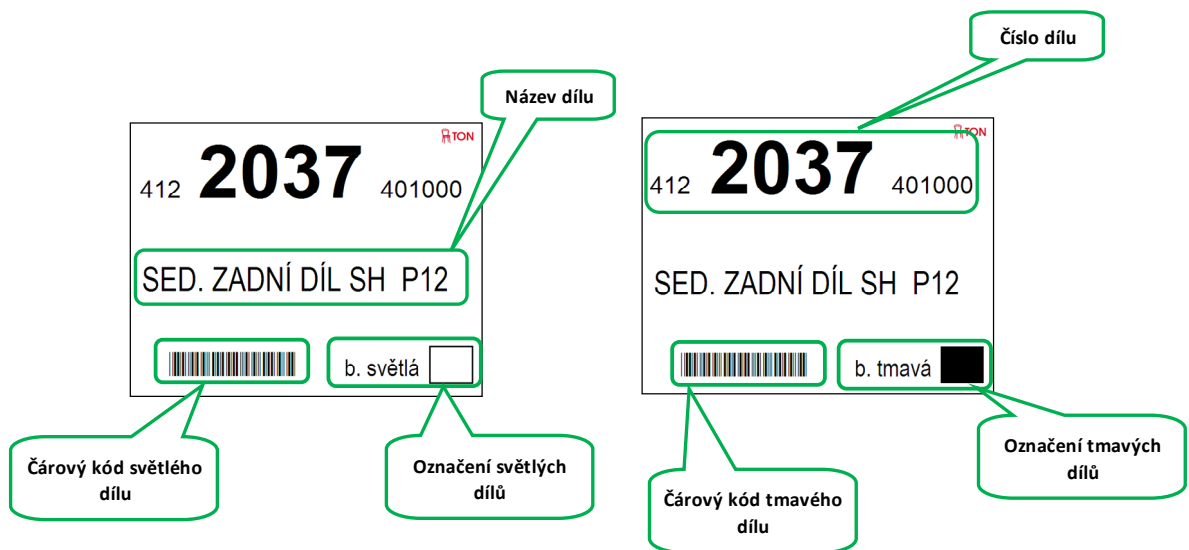 Číslo dílu
Název dílu
TON
412 2037 401000
SED. ZADNÍ DÍL SH P12
b. světlá
Čárový kód světlého
dílu
Označení světlých
dílů
TON
412 2037 401000
SED. ZADNÍ DÍL SH P12
b. tmavá
Čárový kód tmavého
dílu
Označení tmavých
dílů